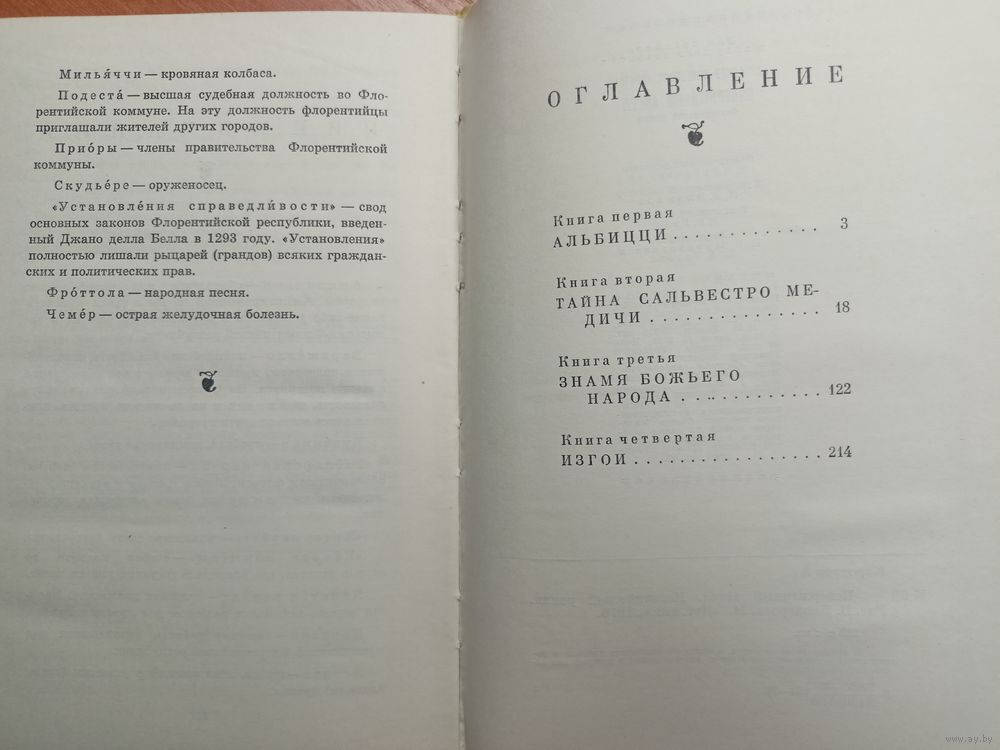 Милья́ччи — кровяная колбаса.
Подеста́ — высшая судебная должность во Фло-
рентийской коммуне. На эту должность флорентийцы
приглашали жителей других городов.
Прио́ры — члены правительства Флорентийской
коммуны.
Скудье́ре — оруженосец.
«Установле́ния справедли́вости» — свод
основных законов Флорентийской республики, введен-
ный Джано делла Белла в 1293 году. «Установления»
полностью лишали рыцарей (грандов) всяких граждан-
ских и политических прав.
Фро́ттола — народная песня.
Чеме́р — острая желудочная болезнь.
ОГЛАВЛЕНИЕ
Книга первая
АЛЬБИЦЦИ . . . . . . . . . . . . . 3
Книга вторая
ТАЙНА САЛЬВЕСТРО МЕ-
ДИЧИ . . . . . . . . . . . . . . . 18
Книга третья
ЗНАМЯ БОЖЬЕГО
НАРОДА . . . . . . . . . . . . . 122
Книга четвертая
ИЗГОИ . . . . . . . . . . . . . . . . . 214
www.ay.by